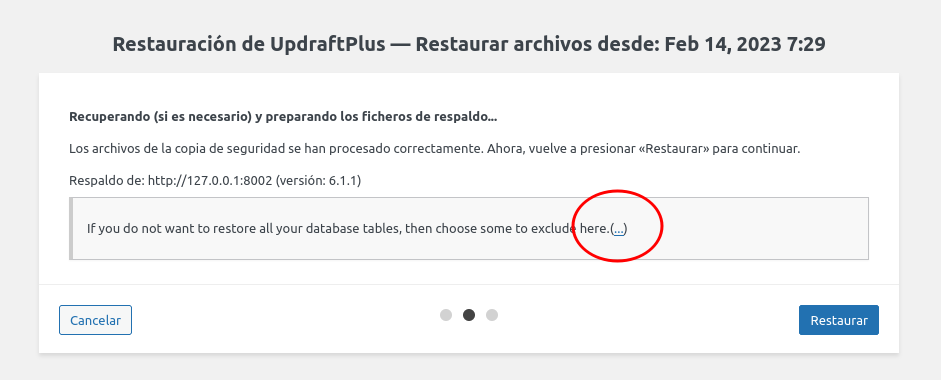 Restauración de UpdraftPlus — Restaurar archivos desde: Feb 14, 2023 7:29
Recuperando (si es necesario) y preparando los ficheros de respaldo...
Los archivos de la copia de seguridad se han procesado correctamente. Ahora, vuelve a presionar «Restaurar» para continuar.
Respaldo de: http://127.0.0.1:8002 (versión: 6.1.1)
If you do not want to restore all your database tables, then choose some to exclude here.(...)
Cancelar
Restaurar